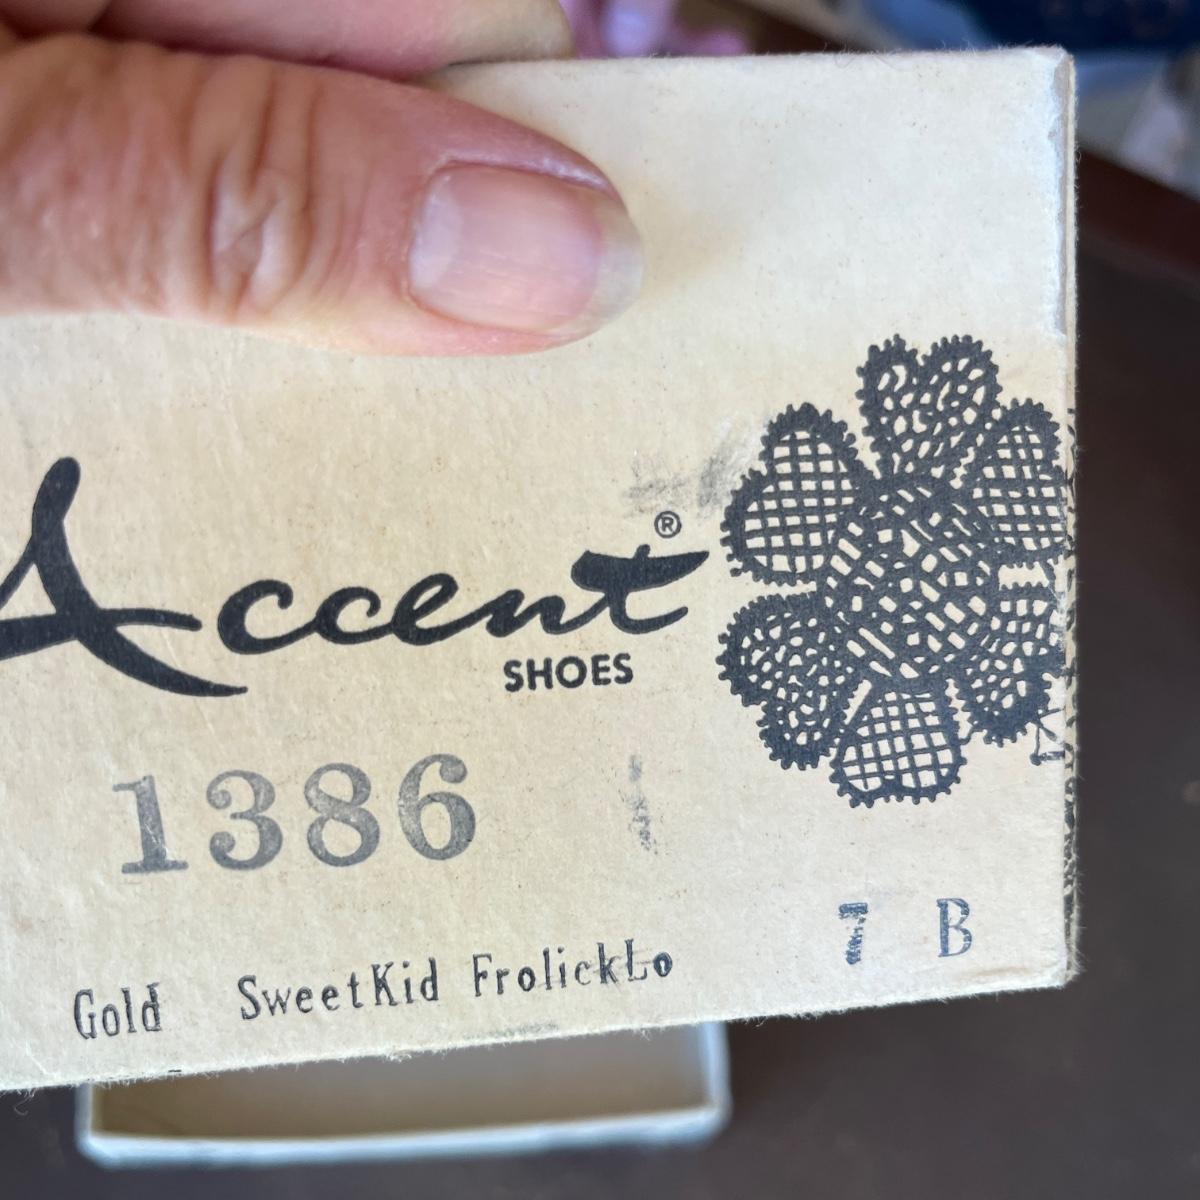 Accent®
SHOES
1386
7 B
Gold SweetKid FrolickLo